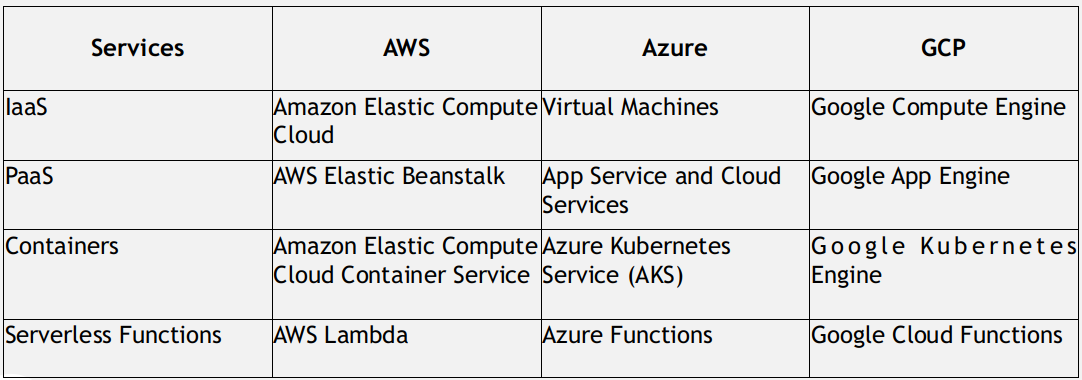 Services AWS Azure GCP
IaaS Amazon Elastic Compute Virtual Machines Google Compute Engine
Cloud
PaaS AWS Elastic Beanstalk App Service and Cloud Google App Engine
Services
Containers Amazon Elastic Compute Azure Kubernetes Google Kubernetes
Cloud Container Service Service (AKS) Engine
Serverless Functions AWS Lambda Azure Functions Google Cloud Functions